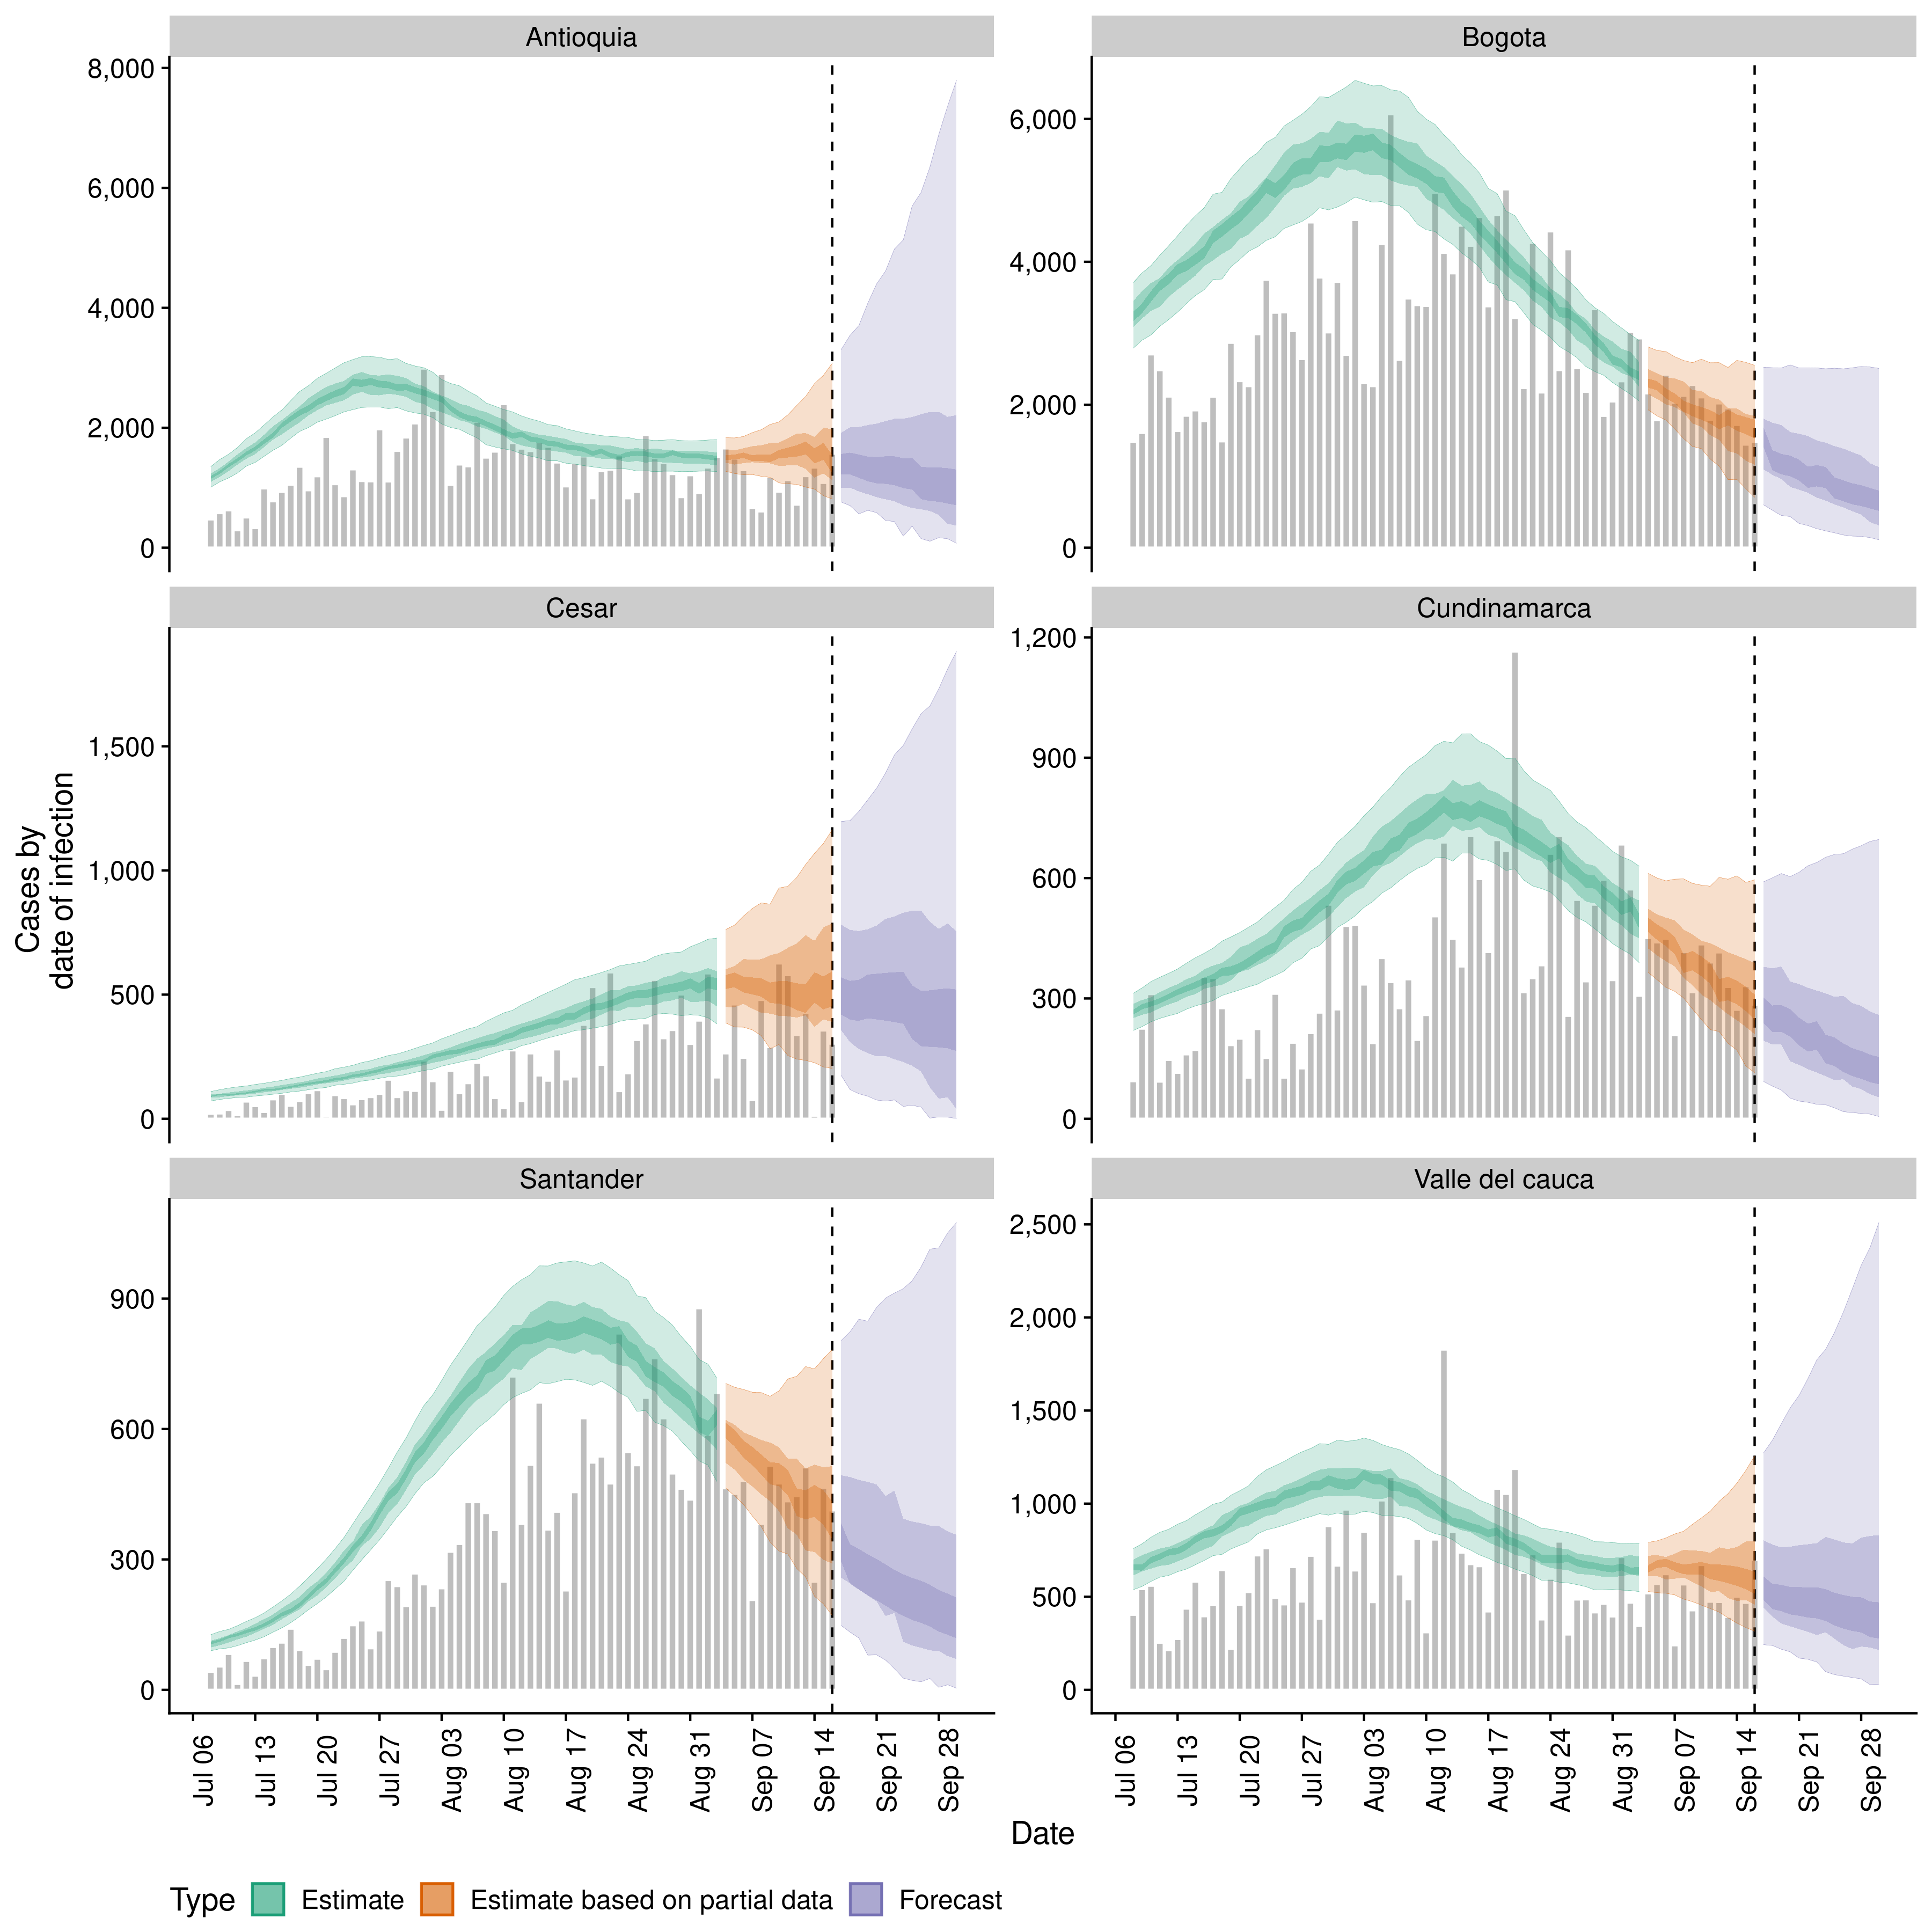 Antioquia
Bogota
8,000
6,000
4,000
2,000
0
6,000
4,000
2,000
0
Cesar
Cundinamarca
1,500
1,000
500
0
1,200
900
600
300
0
Santander
Valle del cauca
900
600
300
0
2,500
2,000
1,500
1,000
500
0
Cases by
date of infection
Jul 06
Jul 13
Jul 20
Jul 27
Aug 03
Aug 10
Aug 17
Aug 24
Aug 31
Sep 07
Sep 14
Sep 21
Sep 28
Jul 06
Jul 13
Jul 20
Jul 27
Aug 03
Aug 10
Aug 17
Aug 24
Aug 31
Sep 07
Sep 14
Sep 21
Sep 28
Date
Type Estimate Estimate based on partial data Forecast